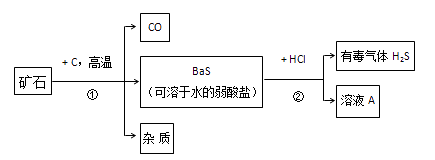 矿石
+ C，高温
①
CO
BaS
（可溶于水的弱酸盐）
杂 质
+ HCl
②
有毒气体 H₂S
溶液 A